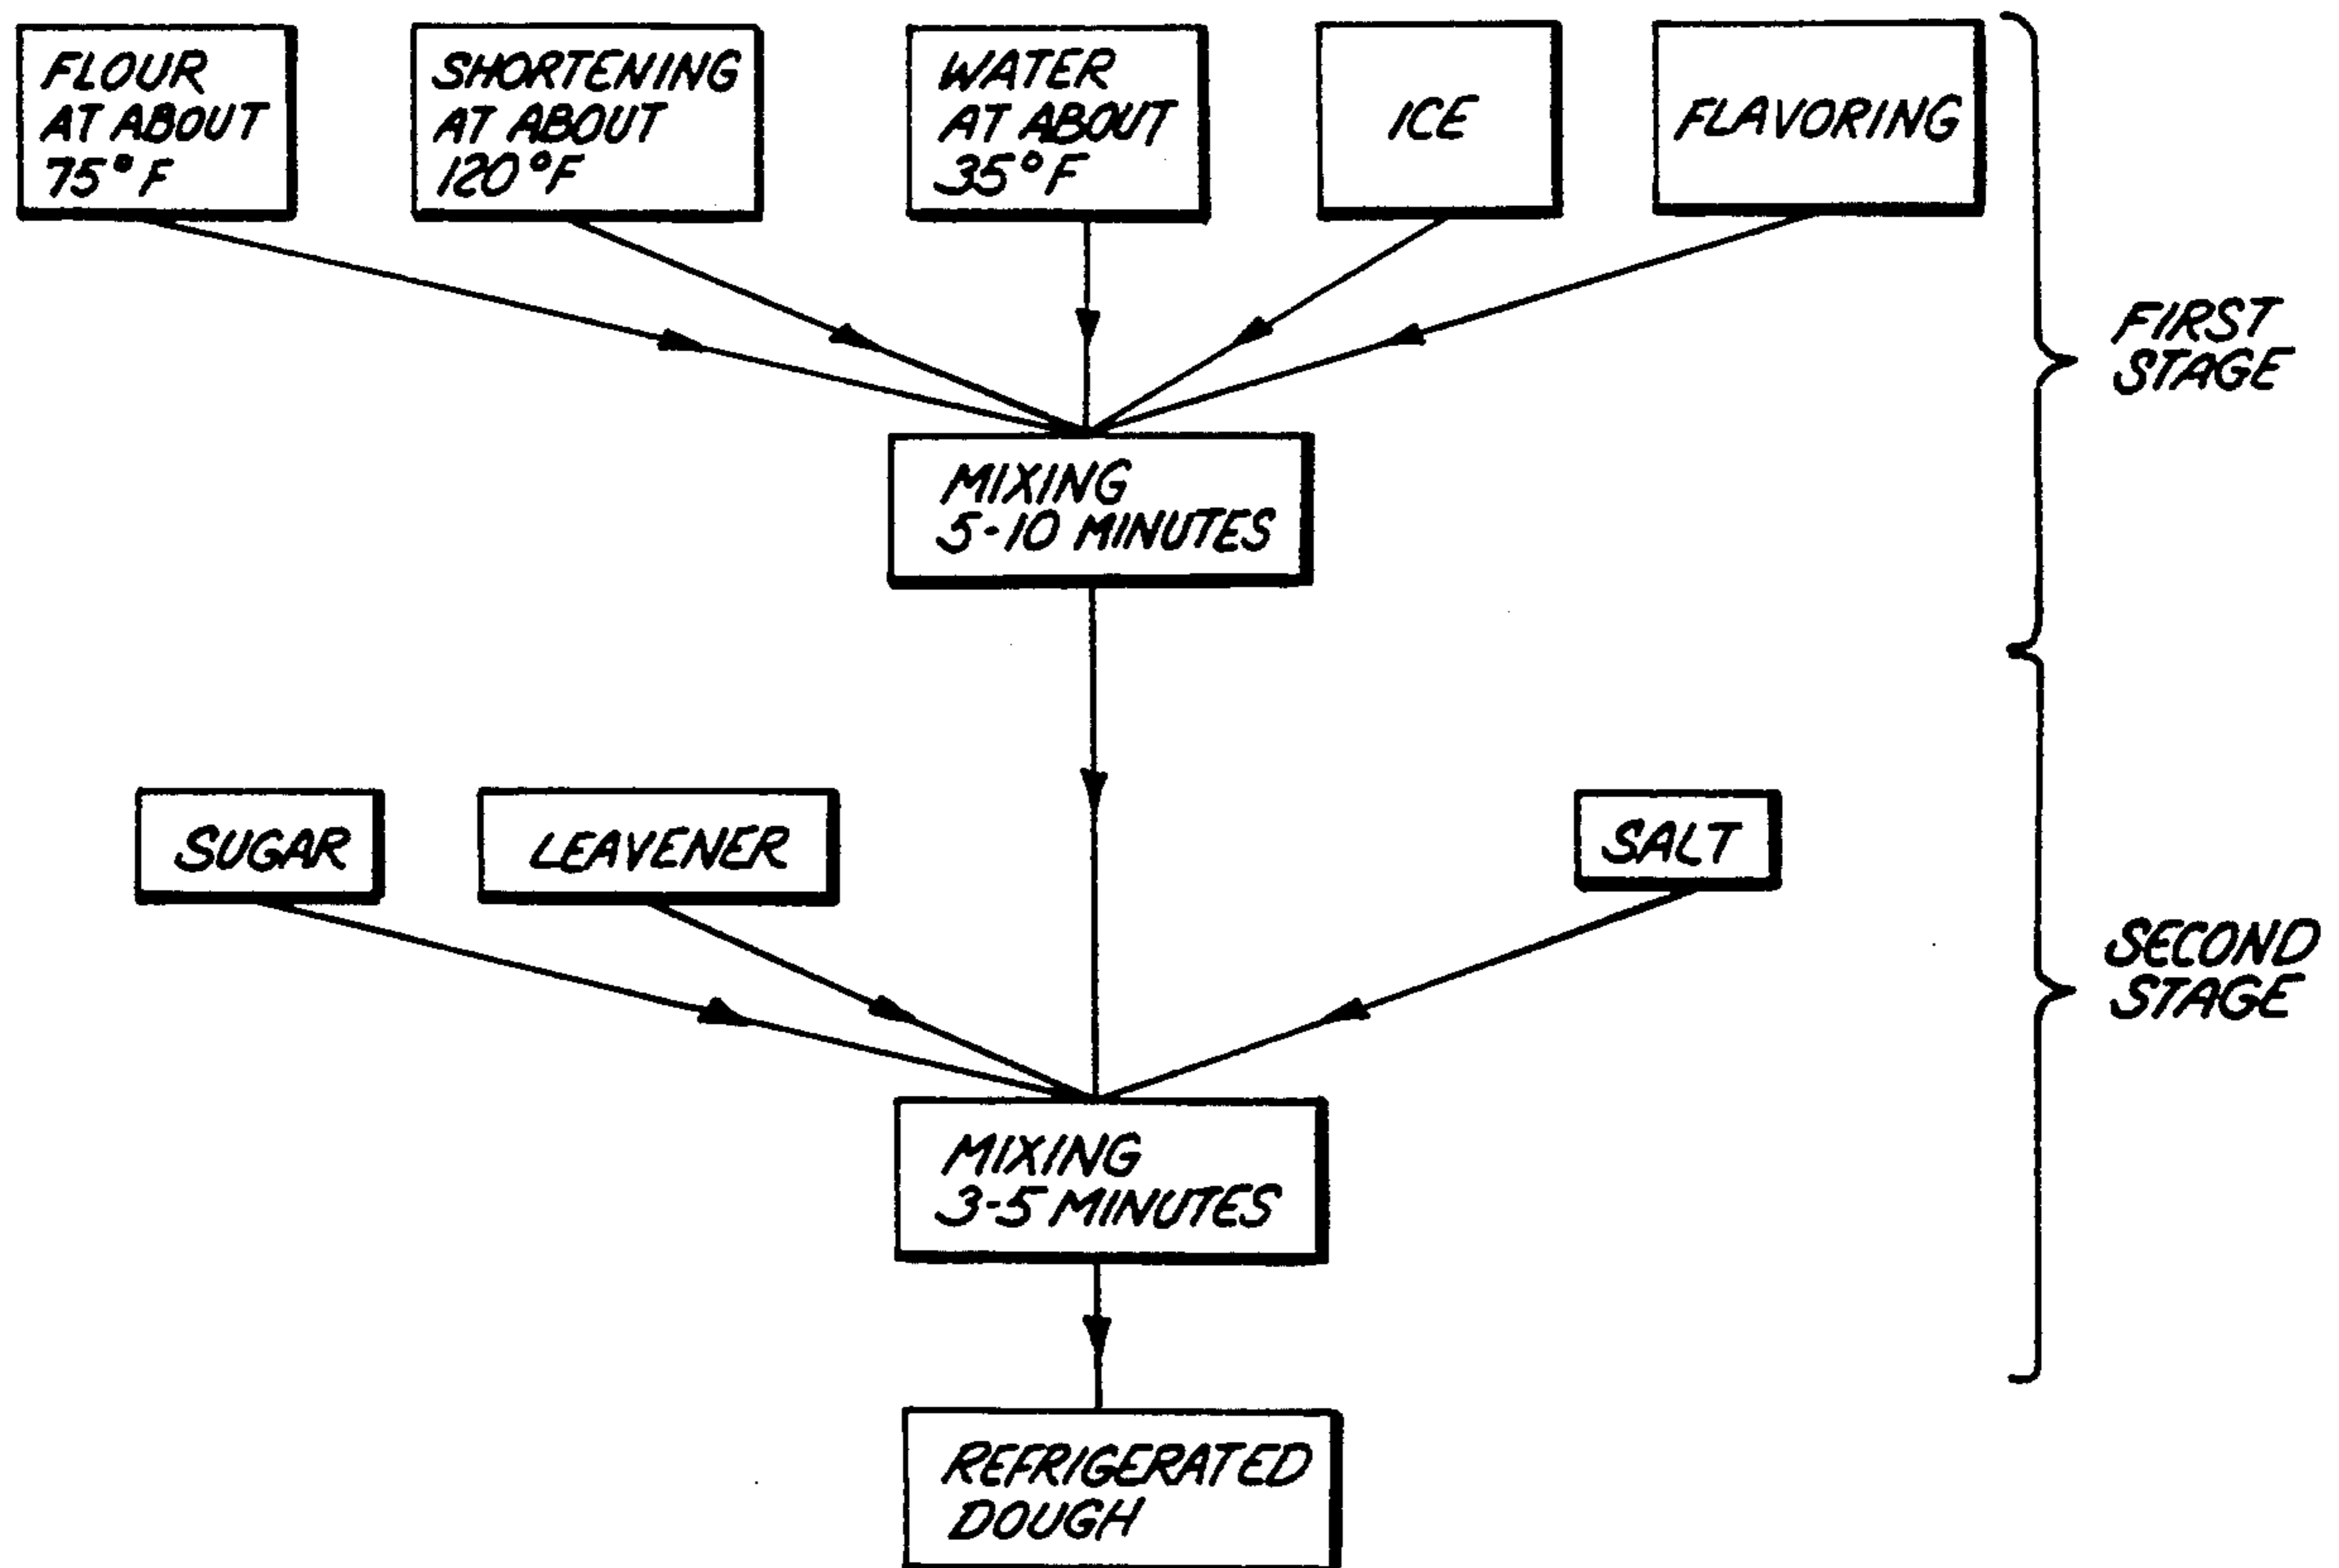 FLOUR
AT ABOUT
75°F
SHORTENING
AT ABOUT
120°F
WATER
AT ABOUT
35°F
ICE
FLAVORING
FIRST
STAGE
MIXING
5-10 MINUTES
SUGAR
LEAVENER
SALT
SECOND
STAGE
MIXING
3-5 MINUTES
REFRIGERATED
DOUGH